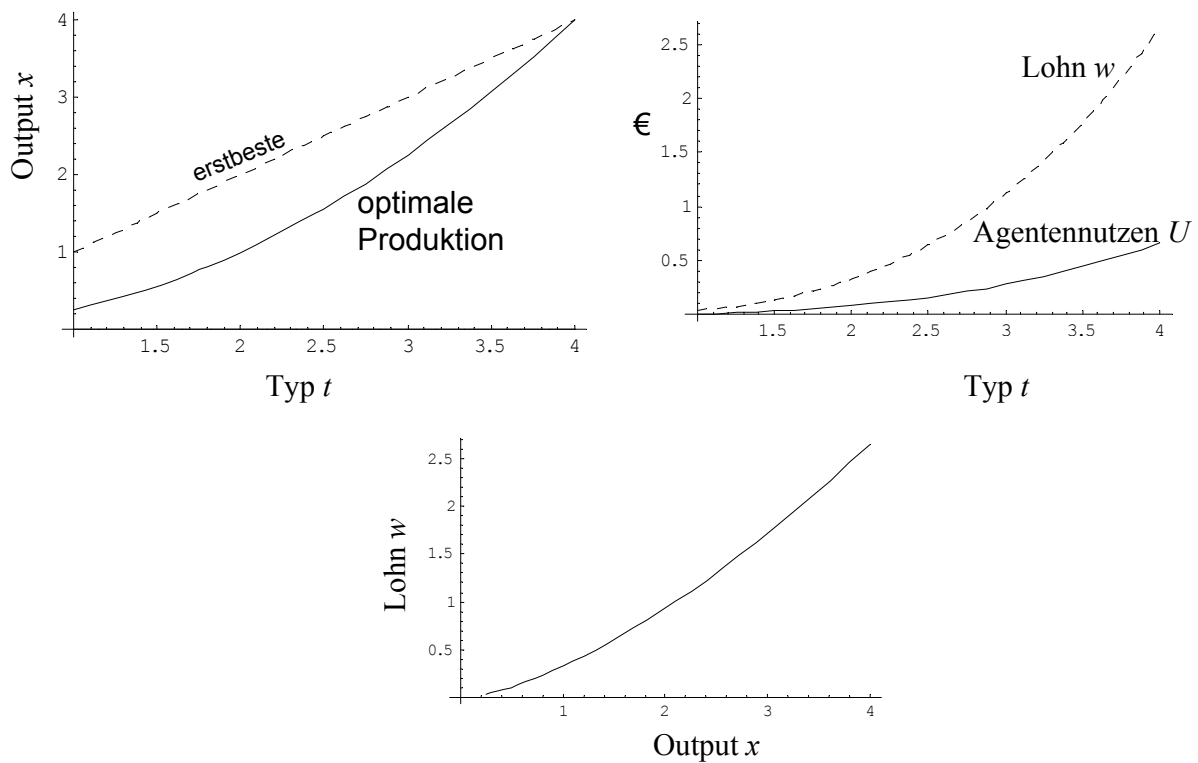 4
3
2
1
Output x
erstbeste
optimale
Produktion
1.5 2 2.5 3 3.5 4
Typ t
2.5
2
1.5
1
0.5
€
Lohn w
Agentennutzen U
1.5 2 2.5 3 3.5 4
Typ t
2.5
2
1.5
1
0.5
Lohn w
1 2 3 4
Output x